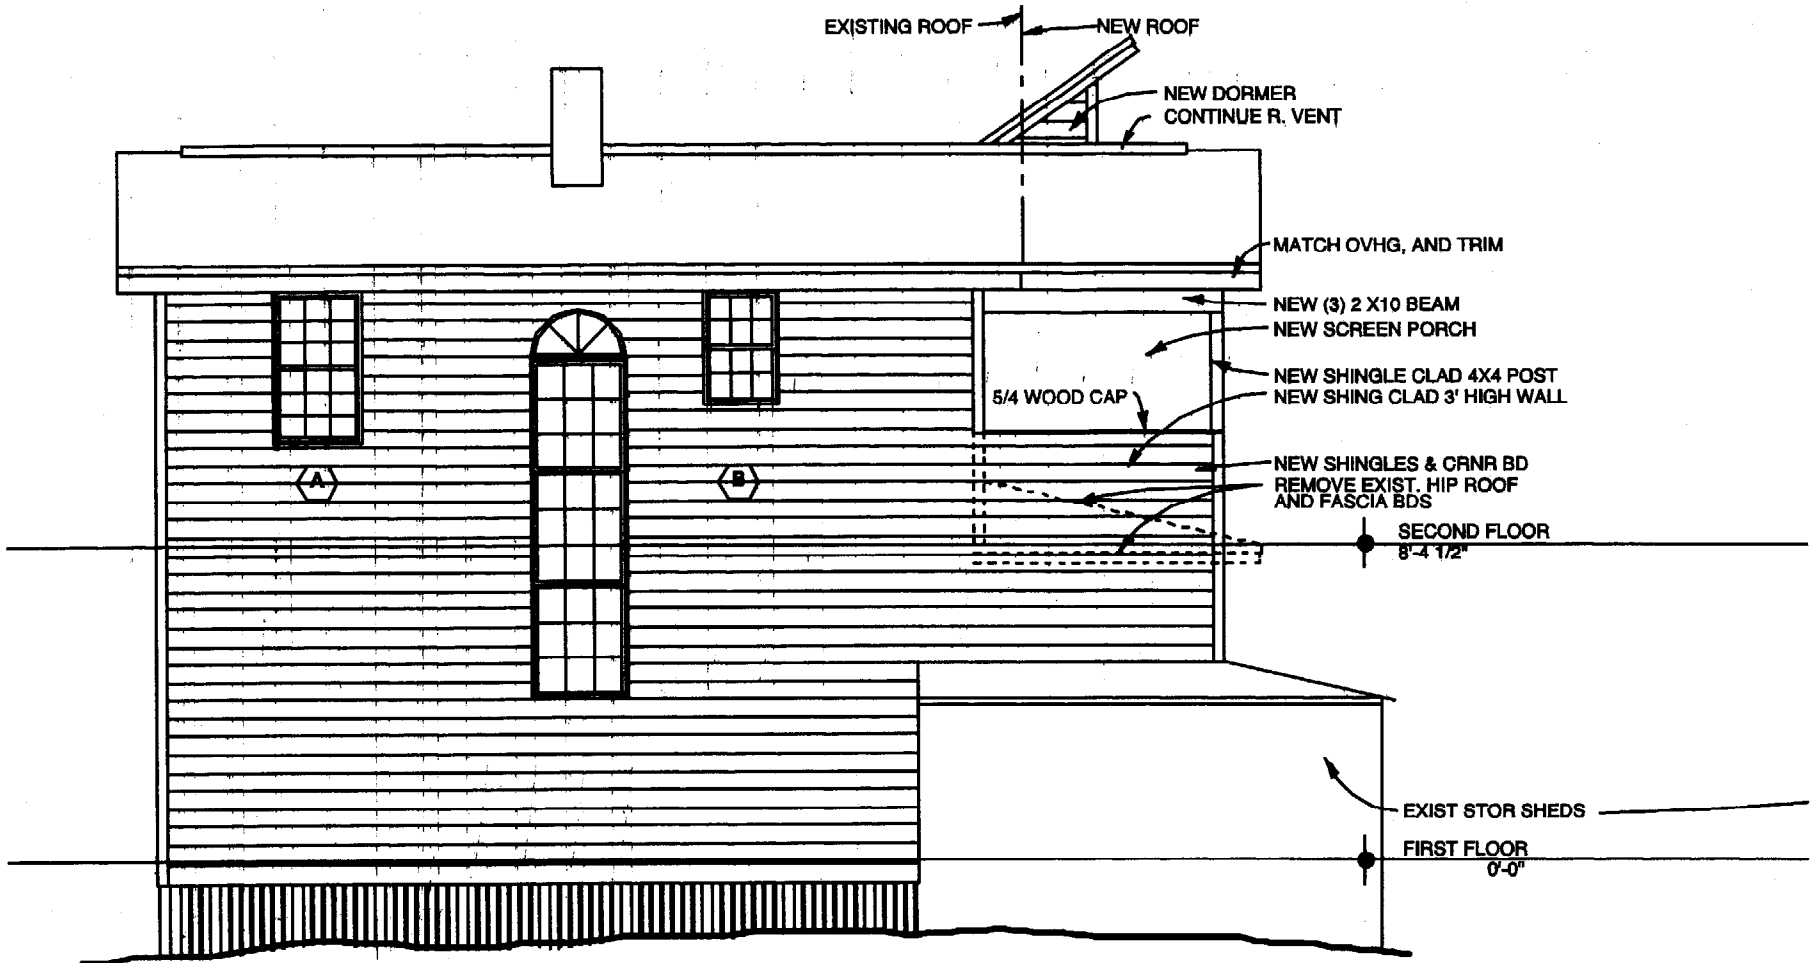 EXISTING ROOF
NEW ROOF
NEW DORMER
CONTINUE R. VENT
MATCH OVHG, AND TRIM
NEW (3) 2 X10 BEAM
NEW SCREEN PORCH
NEW SHINGLE CLAD 4X4 POST
5/4 WOOD CAP
NEW SHING CLAD 3' HIGH WALL
NEW SHINGLES & CRNR BD
REMOVE EXIST. HIP ROOF
AND FASCIA BDS
A
B
SECOND FLOOR
8'-4 1/2"
EXIST STOR SHEDS
FIRST FLOOR
0'-0"